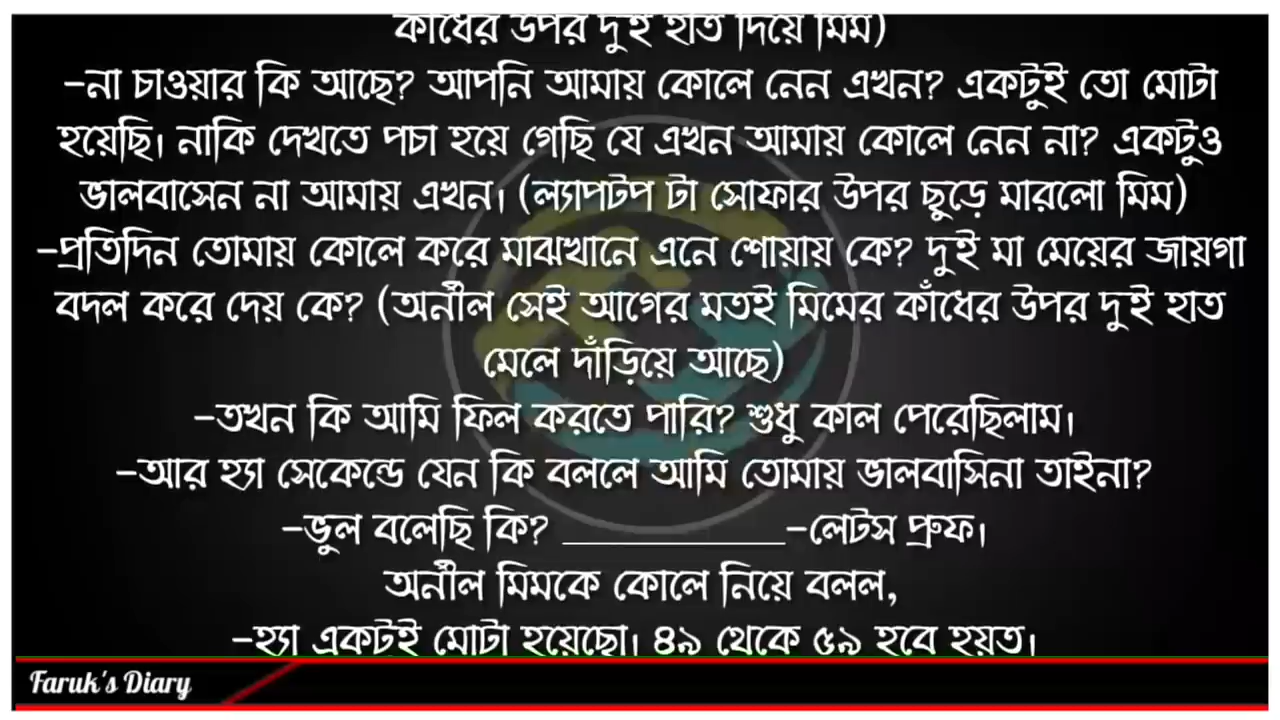 কাঁধের উপর দুই হাত দিয়ে মিম)
-না চাওয়ার কি আছে? আপনি আমায় কোলে নেন এখন? একটুই তো মোটা
হয়েছি। নাকি দেখতে পচা হয়ে গেছি যে এখন আমায় কোলে নেন না? একটুও
ভালবাসেন না আমায় এখন। (ল্যাপটপ টা সোফার উপর ছুড়ে মারলো মিম)
-প্রতিদিন তোমায় কোলে করে মাঝখানে এনে শোয়ায় কে? দুই মা মেয়ের জায়গা
বদল করে দেয় কে? (অনীল সেই আগের মতই মিমের কাঁধের উপর দুই হাত
মেলে দাঁড়িয়ে আছে)
-তখন কি আমি ফিল করতে পারি? শুধু কাল পেরেছিলাম।
-আর হ্যা সেকেন্ডে যেন কি বললে আমি তোমায় ভালবাসিনা তাইনা?
-ভুল বলেছি কি? ____________-লেটস প্রুফ।
অনীল মিমকে কোলে নিয়ে বলল,
-হ্যা একটুই মোটা হয়েছো। ৪৯ থেকে ৫৯ হবে হয়ত।
Faruk's Diary